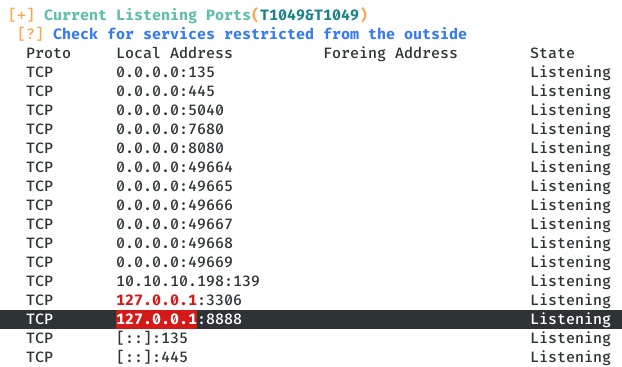 [+] Current Listening Ports(T1049&T1049)
[?] Check for services restricted from the outside
Proto Local Address Foreing Address State
TCP 0.0.0.0:135 Listening
TCP 0.0.0.0:445 Listening
TCP 0.0.0.0:5040 Listening
TCP 0.0.0.0:7680 Listening
TCP 0.0.0.0:8080 Listening
TCP 0.0.0.0:49664 Listening
TCP 0.0.0.0:49665 Listening
TCP 0.0.0.0:49666 Listening
TCP 0.0.0.0:49667 Listening
TCP 0.0.0.0:49668 Listening
TCP 0.0.0.0:49669 Listening
TCP 10.10.10.198:139 Listening
TCP 127.0.0.1:3306 Listening
TCP 127.0.0.1:8888 Listening
TCP [::]:135 Listening
TCP [::]:445 Listening